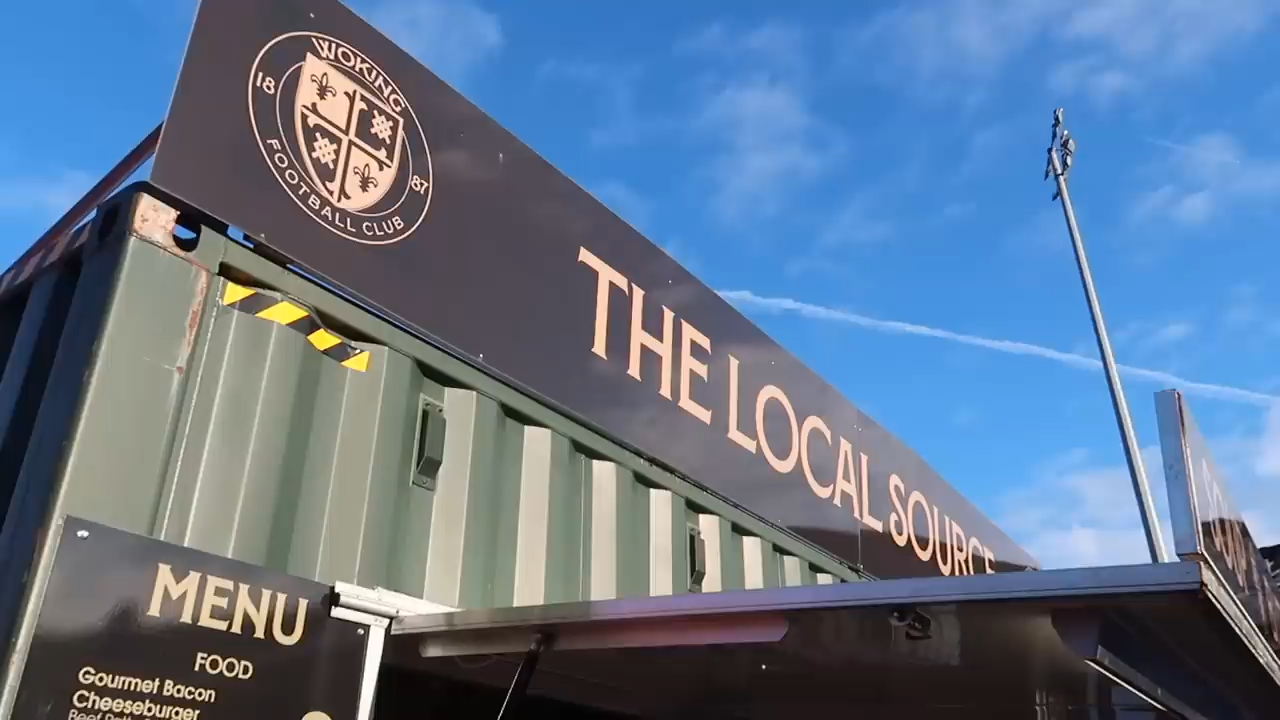 WOKING
18 87
FOOTBALL CLUB
THE LOCAL SOURCE
MENU
FOOD
Gourmet Bacon
Cheeseburger